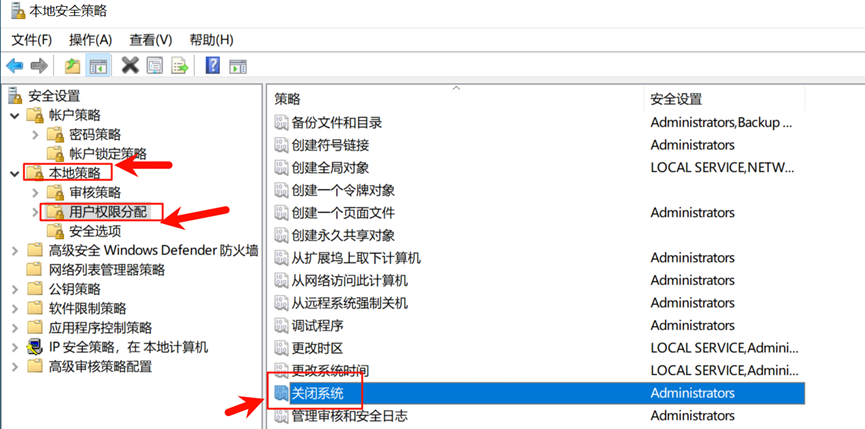 本地安全策略
文件(F) 操作(A) 查看(V) 帮助(H)
安全设置
帐户策略
密码策略
帐户锁定策略
本地策略
审核策略
用户权限分配
安全选项
高级安全 Windows Defender 防火墙
网络列表管理器策略
公钥策略
软件限制策略
应用程序控制策略
IP 安全策略，在 本地计算机
高级审核策略配置
策略 安全设置
备份文件和目录 Administrators,Backup ...
创建符号链接 Administrators
创建全局对象 LOCAL SERVICE,NETW...
创建一个令牌对象
创建一个页面文件 Administrators
创建永久共享对象
从扩展坞上取下计算机 Administrators
从网络访问此计算机 Administrators
从远程系统强制关机 Administrators
调试程序 Administrators
更改时区 LOCAL SERVICE,Admini...
更改系统时间 LOCAL SERVICE,Admini...
关闭系统 Administrators
管理审核和安全日志 Administrators